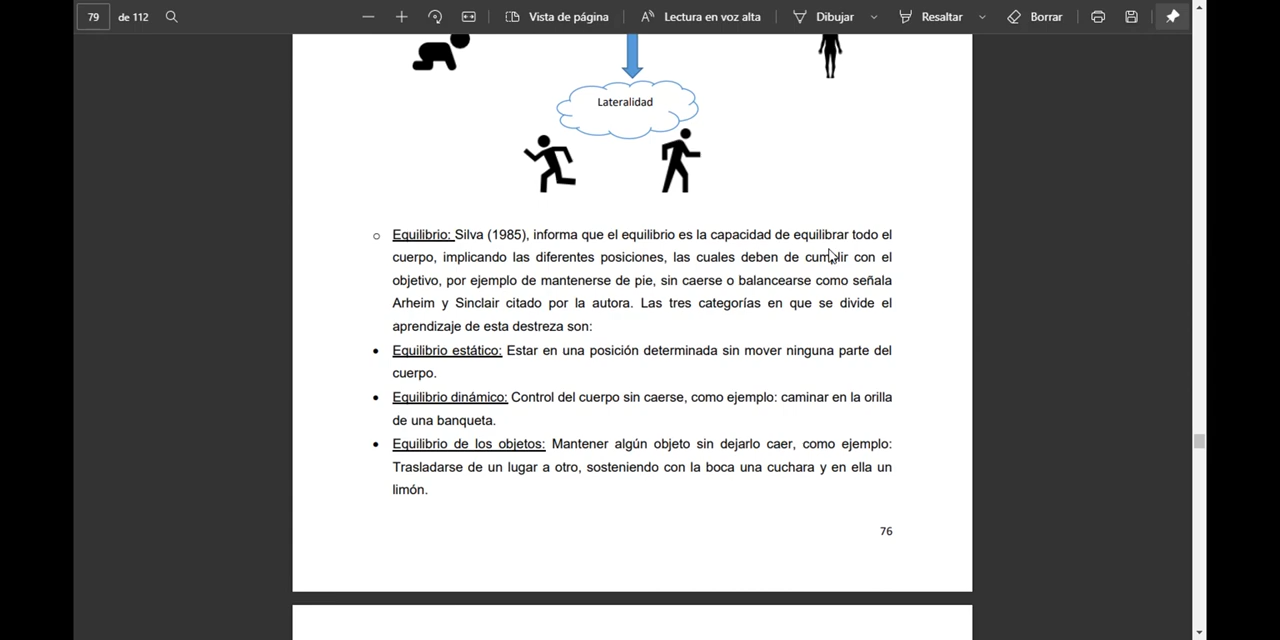 79 de 112 Vista de página Lectura en voz alta Dibujar Resaltar Borrar
Lateralidad
Equilibrio: Silva (1985), informa que el equilibrio es la capacidad de equilibrar todo el
cuerpo, implicando las diferentes posiciones, las cuales deben de cumplir con el
objetivo, por ejemplo de mantenerse de pie, sin caerse o balancearse como señala
Arheim y Sinclair citado por la autora. Las tres categorías en que se divide el
aprendizaje de esta destreza son:
Equilibrio estático: Estar en una posición determinada sin mover ninguna parte del
cuerpo.
Equilibrio dinámico: Control del cuerpo sin caerse, como ejemplo: caminar en la orilla
de una banqueta.
Equilibrio de los objetos: Mantener algún objeto sin dejarlo caer, como ejemplo:
Trasladarse de un lugar a otro, sosteniendo con la boca una cuchara y en ella un
limón.
76